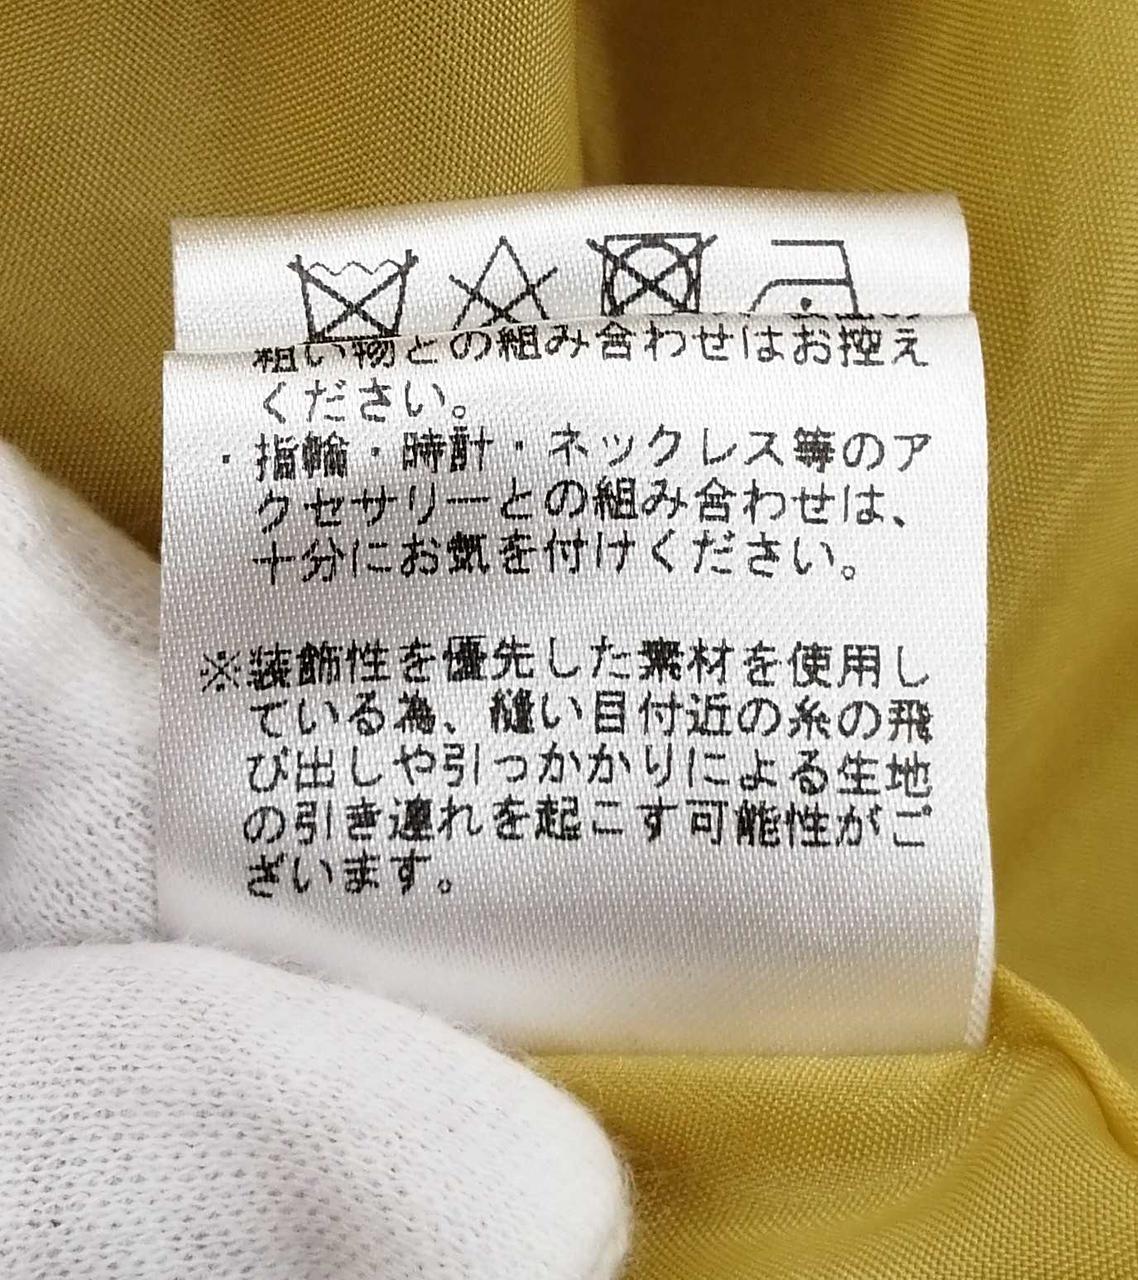 粗い物との組み合わせはお控え
ください。
・指輪・時計・ネックレス等のア
クセサリーとの組み合わせは、
十分にお気を付けください。
※装飾性を優先した素材を使用し
ている為、縫い目付近の糸の飛
び出しや引っかかりによる生地
の引き連れを起こす可能性がご
ざいます。